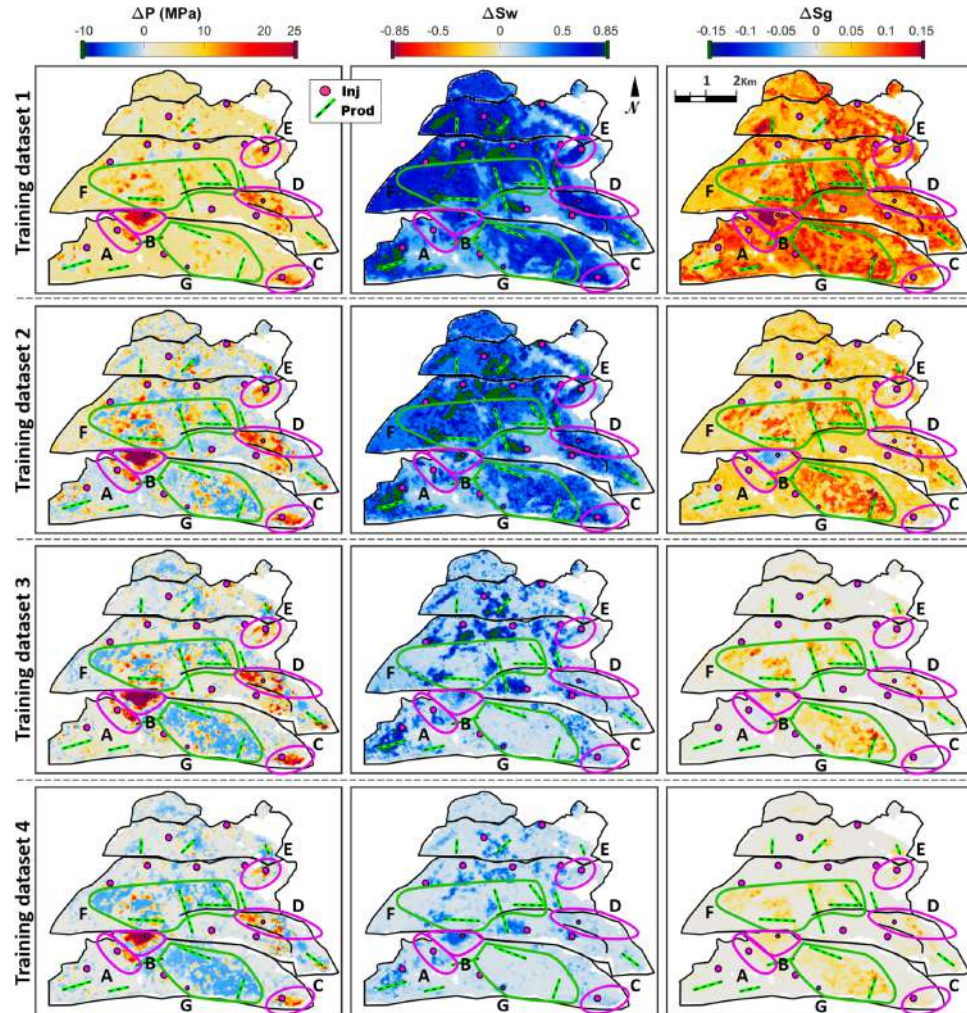 ΔP (MPa)
-10 0 10 20 25
ΔSw
-0.85 -0.5 0 0.5 0.85
ΔSg
-0.15 -0.1 -0.05 0 0.05 0.1 0.15
Training dataset 1
Inj
Prod
N
1 2Km
E
D
F
A
B
C
G
E
D
F
A
B
C
G
E
D
F
A
B
C
G
Training dataset 2
E
D
F
A
B
C
G
E
D
F
A
B
C
G
E
D
F
A
B
C
G
Training dataset 3
E
D
F
A
B
C
G
E
D
F
A
B
C
G
E
D
F
A
B
C
G
Training dataset 4
E
D
F
A
B
C
G
E
D
F
A
B
C
G
E
D
F
A
B
C
G